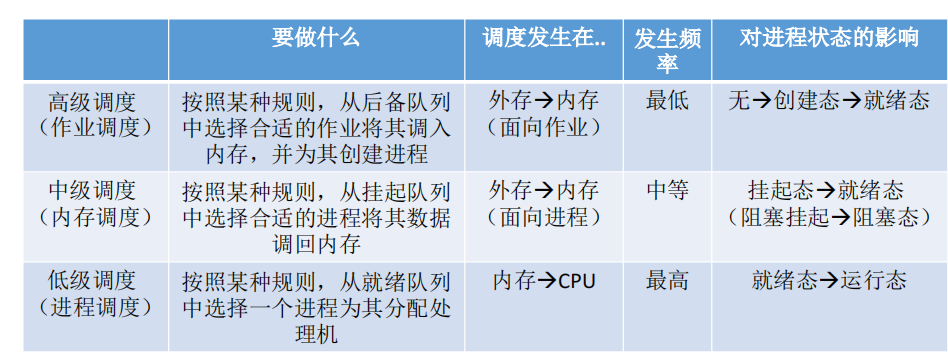 要做什么
调度发生在..
发生频
率
对进程状态的影响
高级调度
（作业调度）
按照某种规则，从后备队列
中选择合适的作业将其调入
内存，并为其创建进程
外存→内存
（面向作业）
最低
无→创建态→就绪态
中级调度
（内存调度）
按照某种规则，从挂起队列
中选择合适的进程将其数据
调回内存
外存→内存
（面向进程）
中等
挂起态→就绪态
（阻塞挂起→阻塞态）
低级调度
（进程调度）
按照某种规则，从就绪队列
中选择一个进程为其分配处
理机
内存→CPU
最高
就绪态→运行态